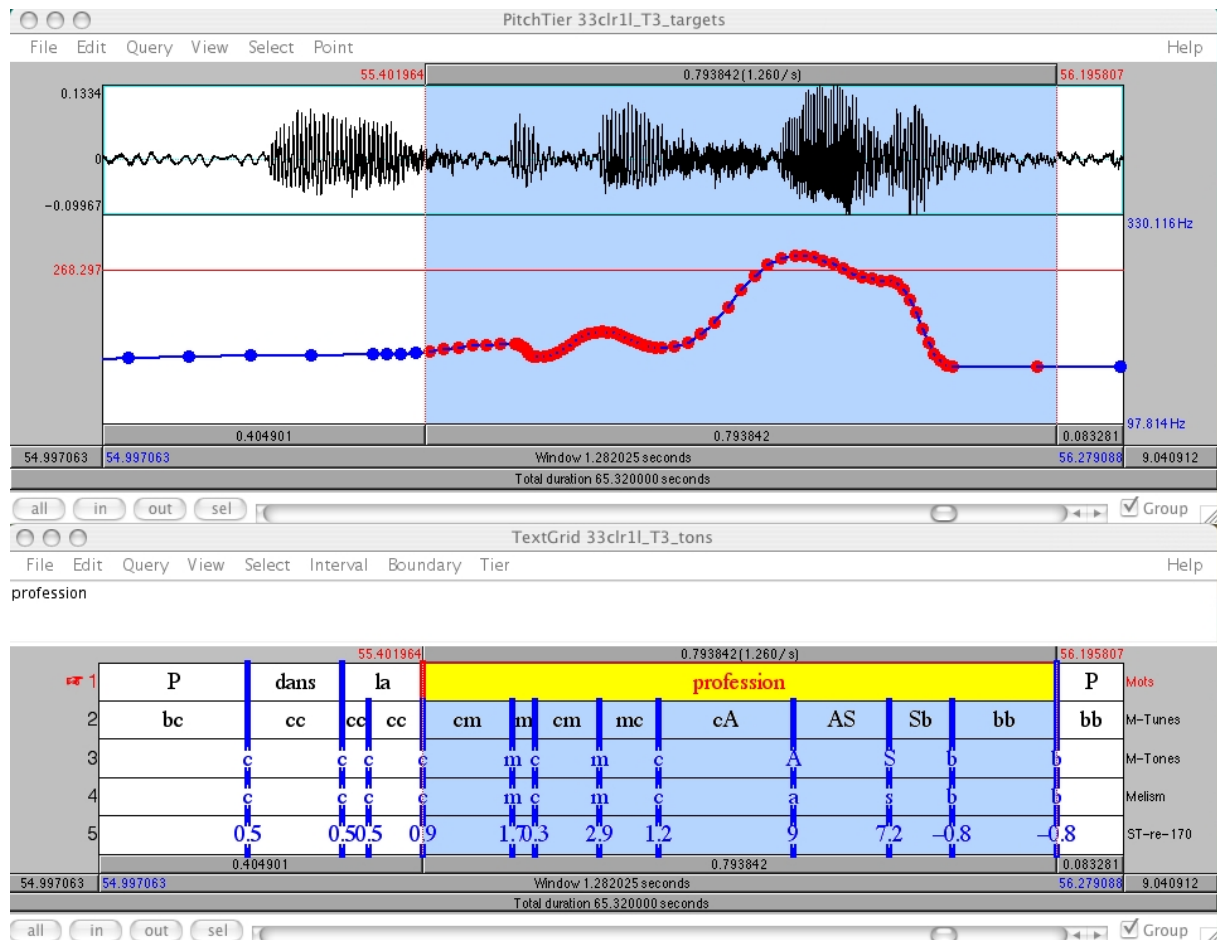 PitchTier 33clr1l_T3_targets
File Edit Query View Select Point Help
55.401964 0.793842 (1.260 / s) 56.195807
0.1334
0
-0.09967
330.116 Hz
268.297
97.814 Hz
0.404901 0.793842 0.083281
54.997063 54.997063 Window 1.282025 seconds 56.279088 9.040912
Total duration 65.320000 seconds
all in out sel Group
TextGrid 33clr1l_T3_tons
File Edit Query View Select Interval Boundary Tier Help
profession
55.401964 0.793842 (1.260 / s) 56.195807
1 P dans la profession P Mots
2 bc cc cc cc cm m cm mc cA AS Sb bb bb M-Tunes
3 c c c c m c m c A S b b M-Tones
4 c c c c m c m c a s b b Melism
5 0.5 0.5 0.5 0.9 1.7 0.3 2.9 1.2 9 7.2 -0.8 -0.8 ST-re-170
0.404901 0.793842 0.083281
54.997063 54.997063 Window 1.282025 seconds 56.279088 9.040912
Total duration 65.320000 seconds
all in out sel Group